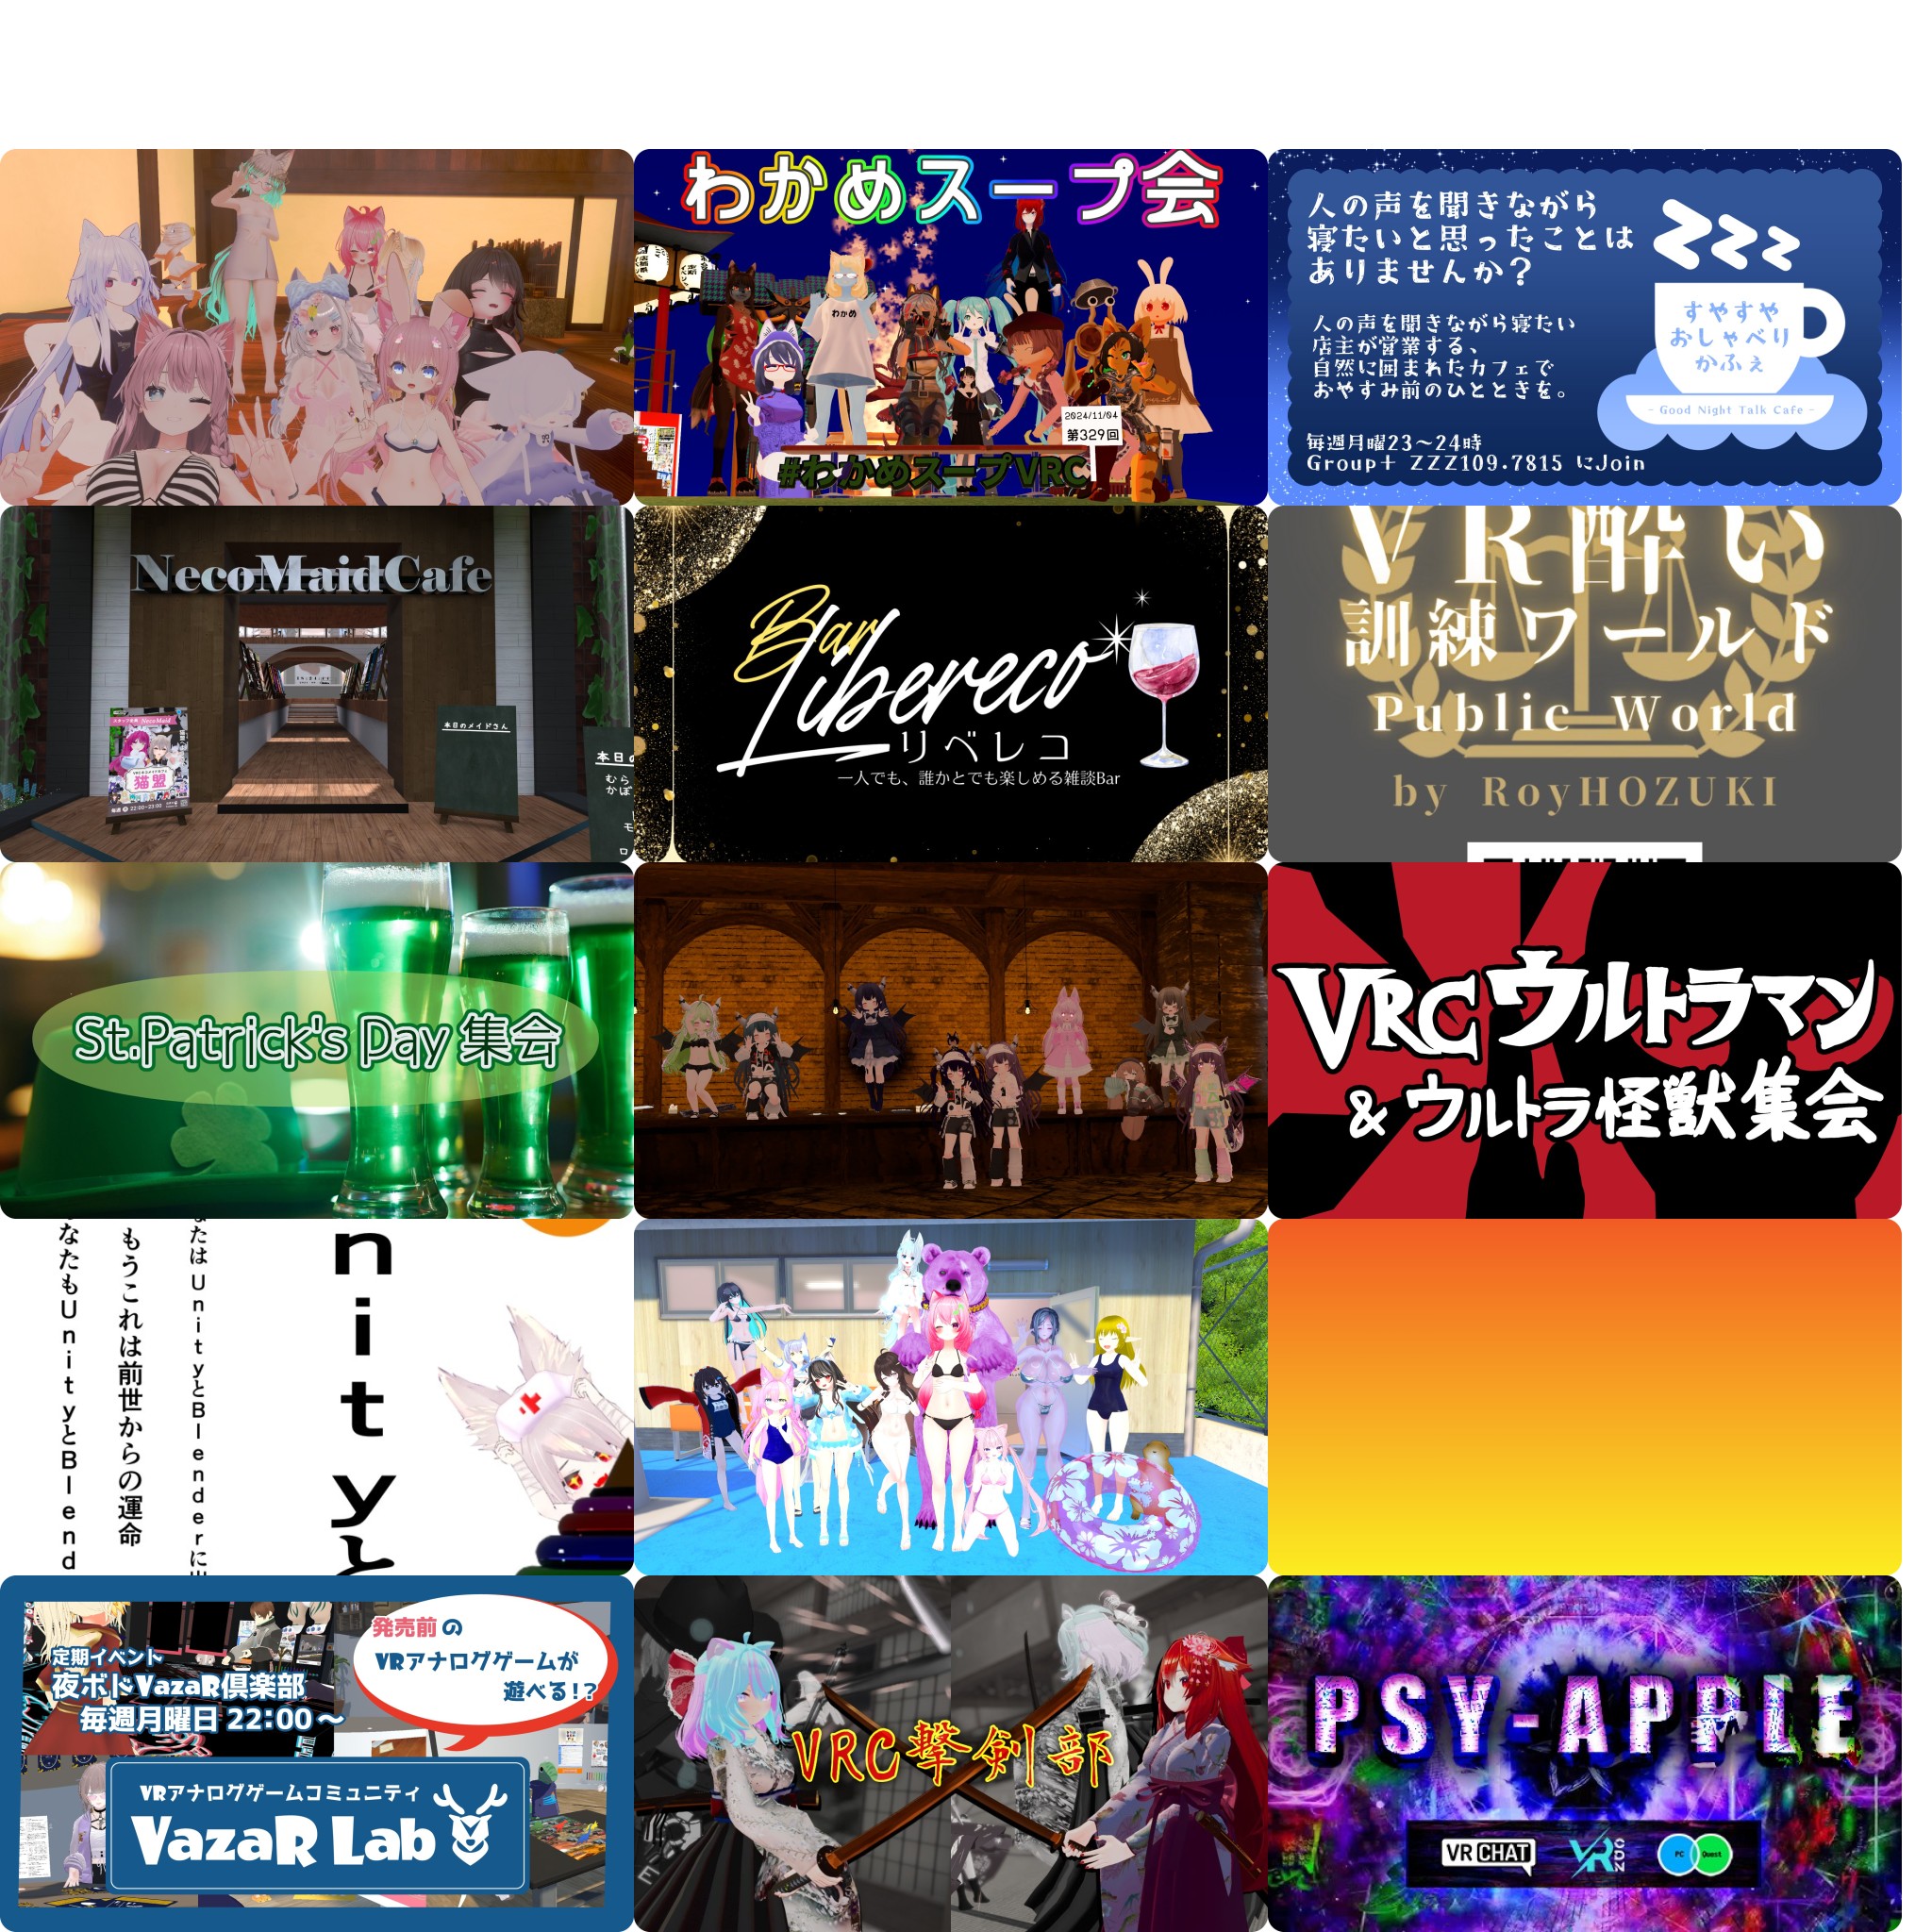 わかめスープ会
わかめ
2024/11/04
第329回
#わかめスープVRC
人の声を聞きながら
寝たいと思ったことは
ありませんか?
人の声を聞きながら寝たい
店主が営業する、
自然に囲まれたカフェで
おやすみ前のひとときを。
毎週月曜23～24時
Group+ ZZZ109.7815 にJoin
ZZZ
すやすや
おしゃべり
かふぇ
- Good Night Talk Cafe -
NecoMaidCafe
猫盟
本日のメイドさん
Bar
Libereco
リベレコ
一人でも、誰かとでも楽しめる雑談Bar
VR酔い
訓練ワールド
Public World
by RoyHOZUKI
St.Patrick's Day 集会
VRCウルトラマン
&ウルトラ怪獣集会
nityと
たは UnityとBlenderに
もうこれは前世からの運命
なたもUnityとBlend
定期イベント
夜ボドVazaR倶楽部
毎週月曜日 22:00～
発売前の
VRアナログゲームが
遊べる!?
VRアナログゲームコミュニティ
VazaR Lab
VRC撃剣部
PSY-APPLE
VRCHAT
PC
Quest